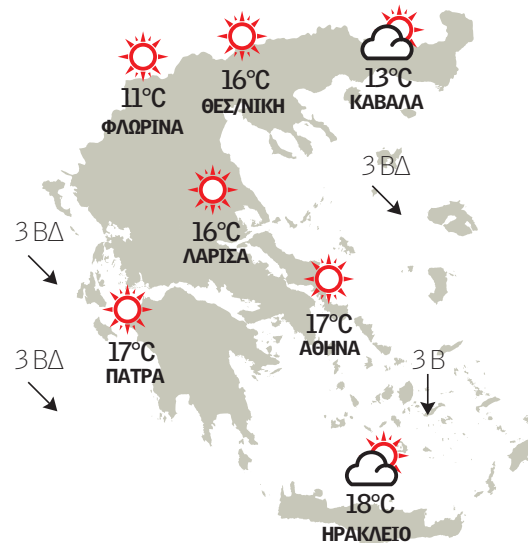 11°C
ΦΛΩΡΙΝΑ
16°C
ΘΕΣ/ΝΙΚΗ
13°C
ΚΑΒΑΛΑ
3 ΒΔ
16°C
ΛΑΡΙΣΑ
3 ΒΔ
17°C
ΑΘΗΝΑ
17°C
ΠΑΤΡΑ
3 ΒΔ
3 Β
18°C
ΗΡΑΚΛΕΙΟ